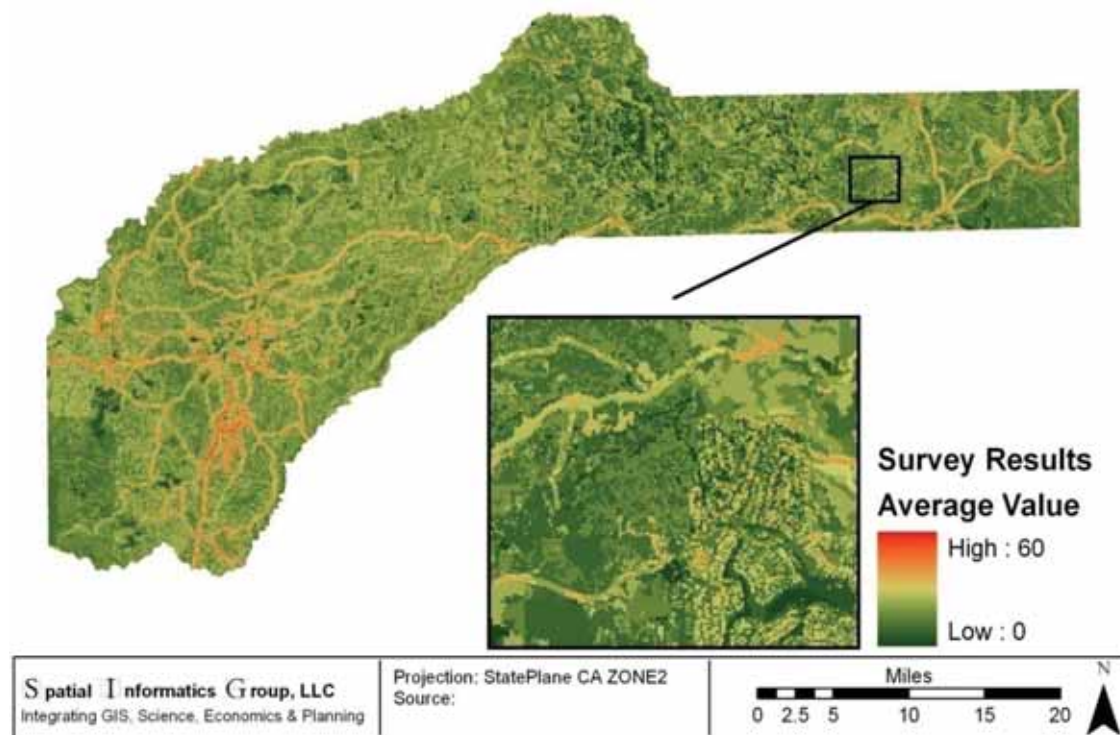 Survey Results
Average Value
High : 60
Low : 0
Spatial Informatics Group, LLC
Integrating GIS, Science, Economics & Planning
Projection: StatePlane CA ZONE2
Source:
Miles
0 2.5 5 10 15 20
N